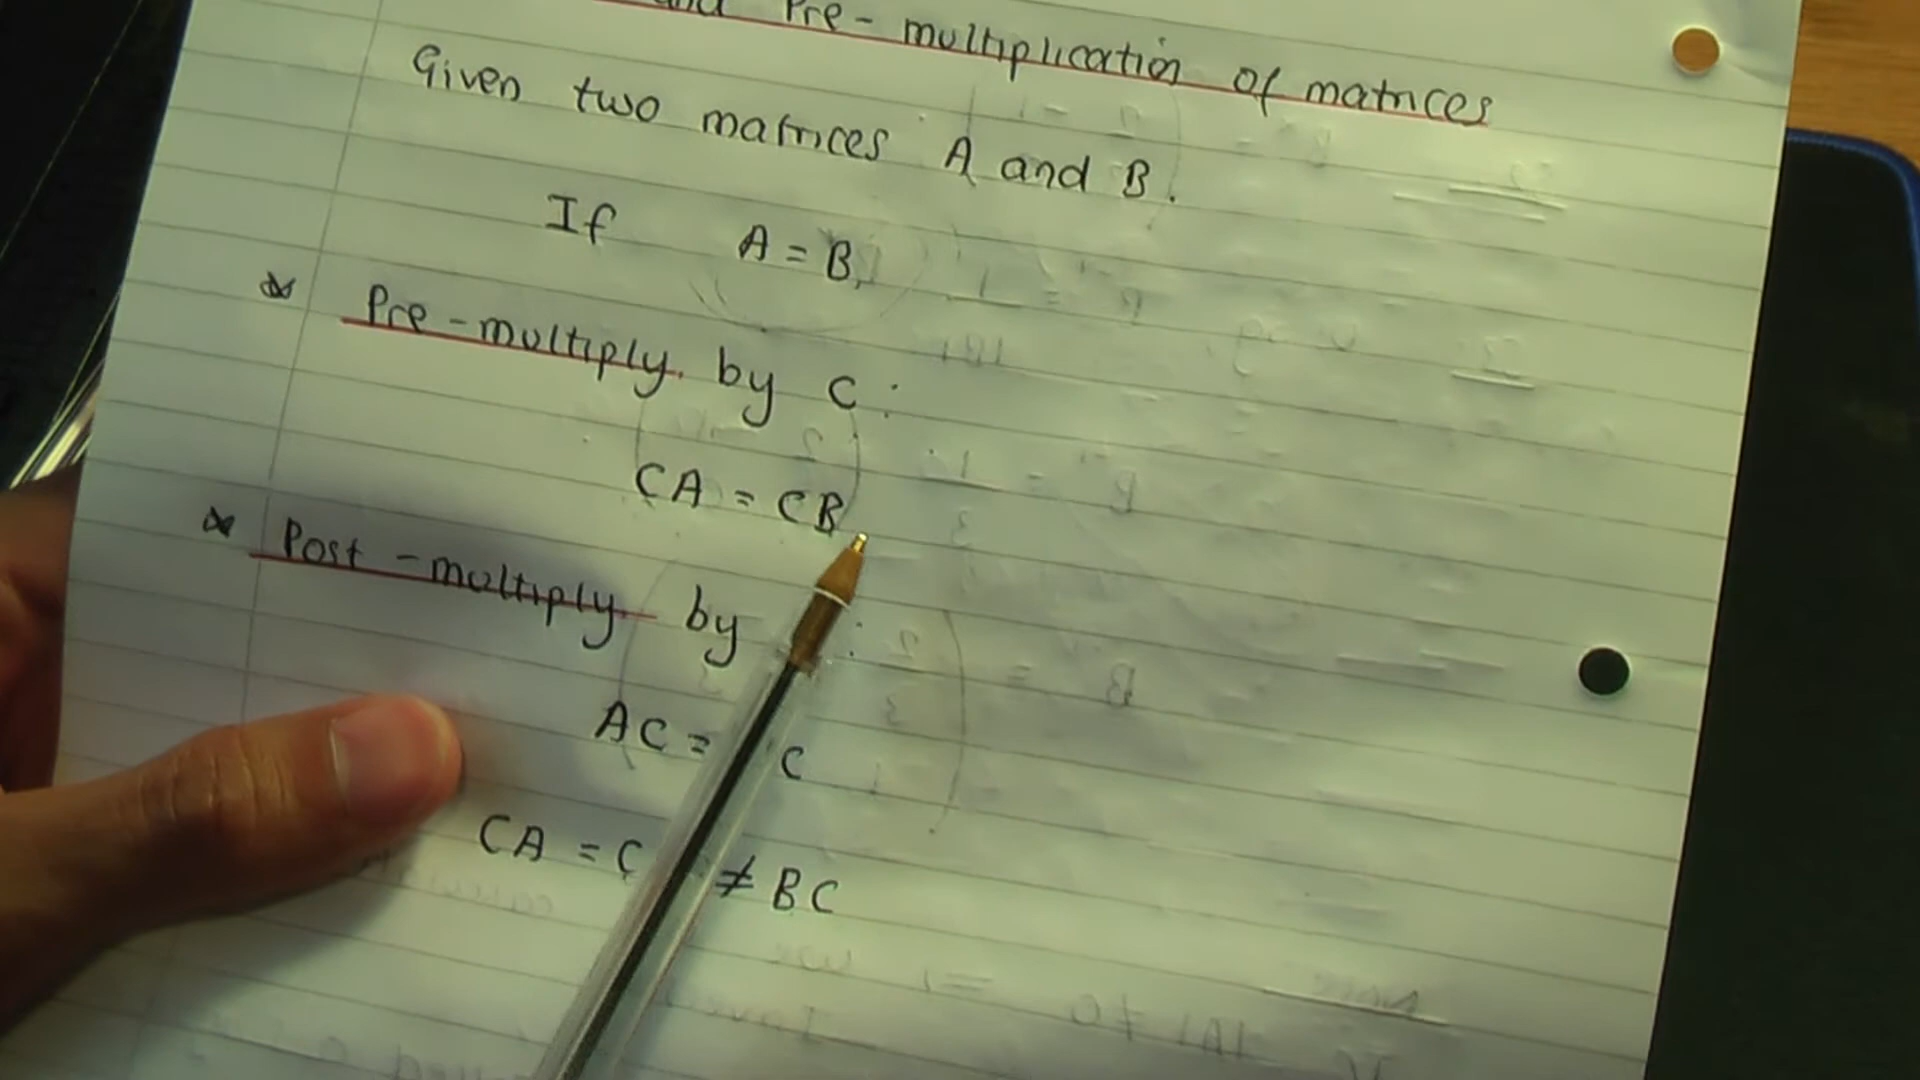 and Pre-multiplication of matrices
Given two matrices A and B.
If A = B,
Pre-multiply by C:
CA = CB
Post-multiply by :
AC = C
CA = C ≠ BC